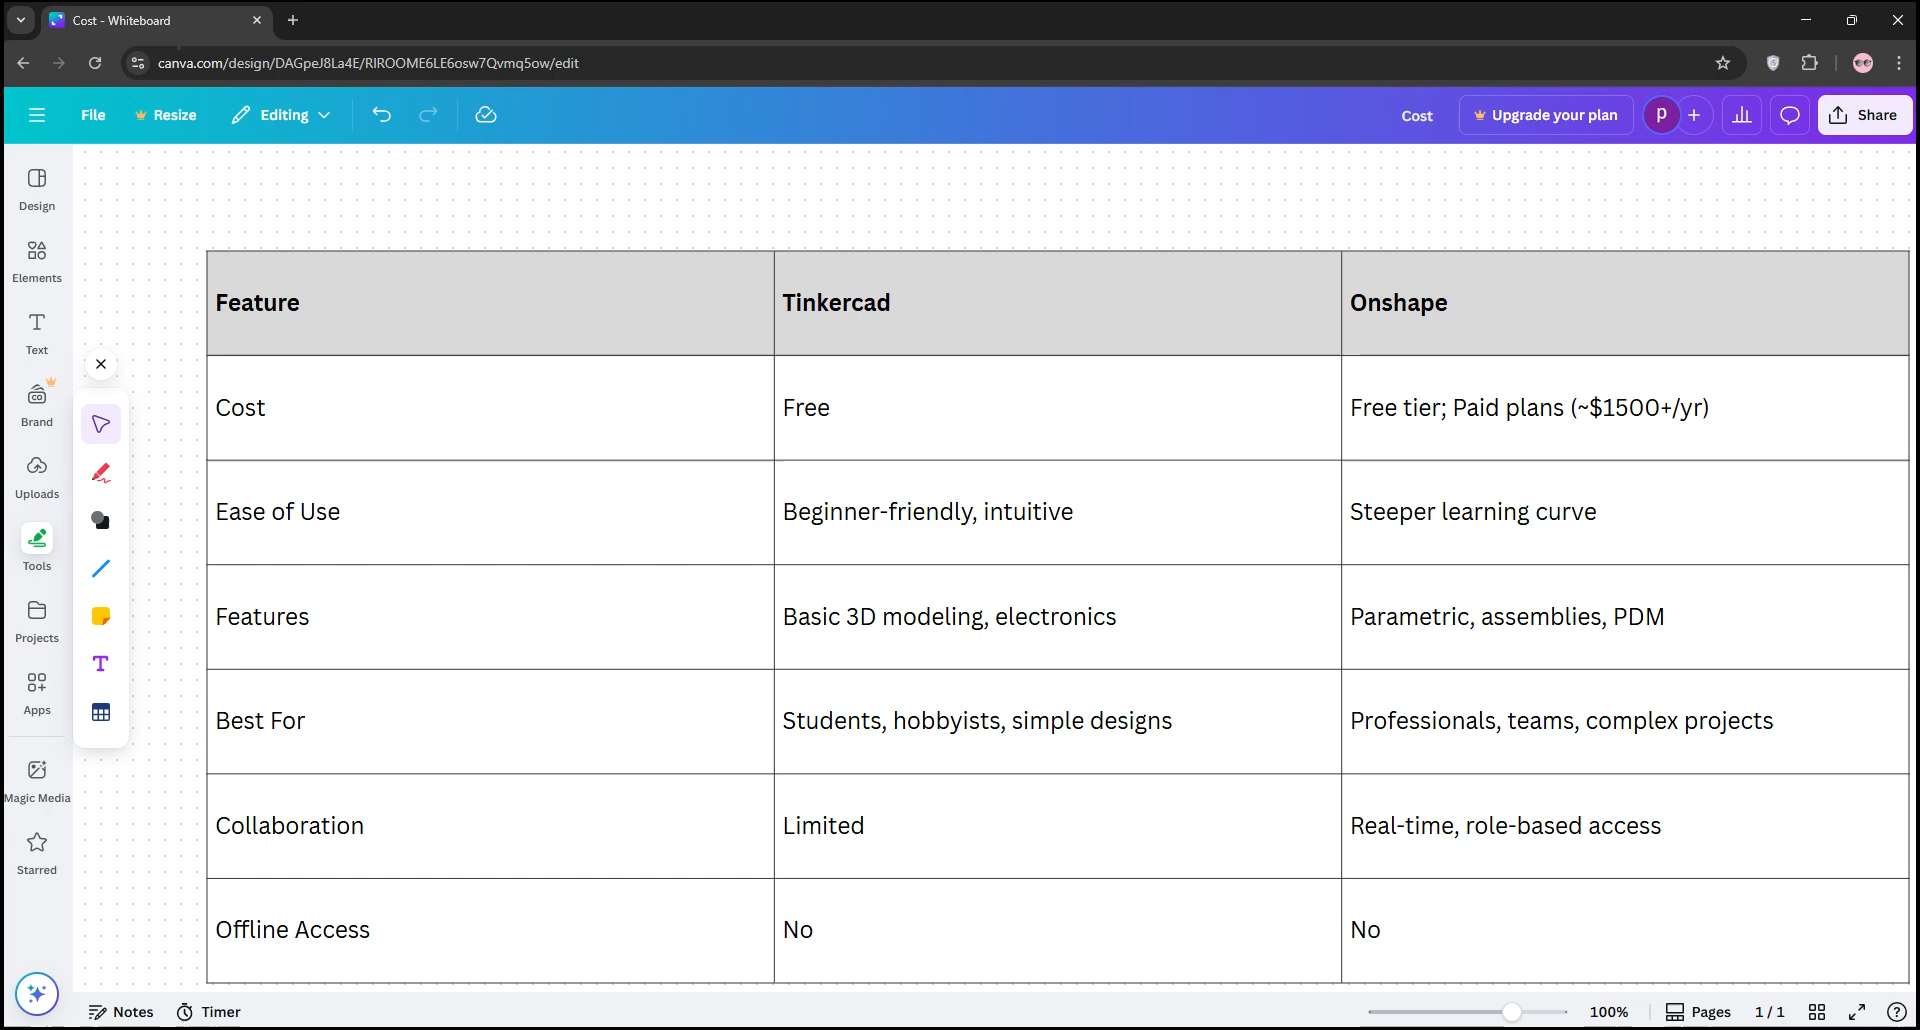 Cost - Whiteboard
canva.com/design/DAGpeJ8La4E/RIROOME6LE6osw7Qvmq5ow/edit
File Resize Editing Cost Upgrade your plan p Share
Design
Elements
Text
Brand
Uploads
Tools
Projects
Apps
Magic Media
Starred
Feature Tinkercad Onshape
Cost Free Free tier; Paid plans (~$1500+/yr)
Ease of Use Beginner-friendly, intuitive Steeper learning curve
Features Basic 3D modeling, electronics Parametric, assemblies, PDM
Best For Students, hobbyists, simple designs Professionals, teams, complex projects
Collaboration Limited Real-time, role-based access
Offline Access No No
Notes Timer 100% Pages 1 / 1